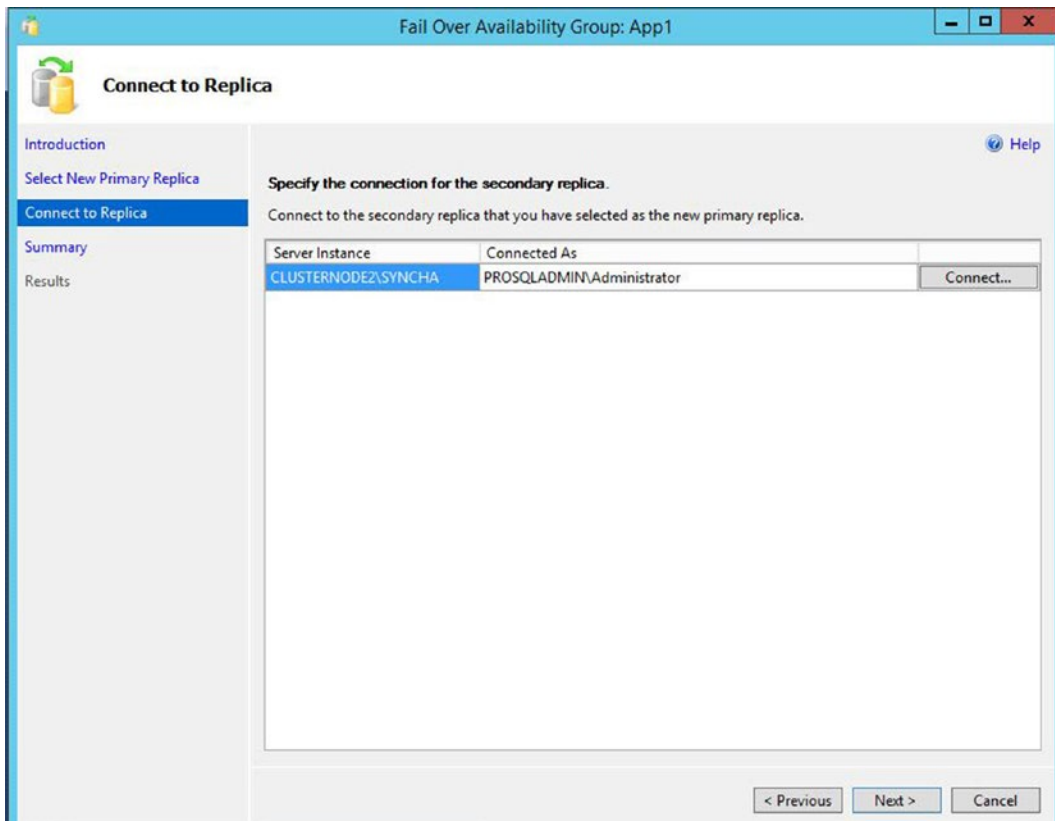 Fail Over Availability Group: App1
Connect to Replica
Introduction
Help
Select New Primary Replica
Specify the connection for the secondary replica.
Connect to Replica
Connect to the secondary replica that you have selected as the new primary replica.
Summary
Server Instance Connected As
Results
CLUSTERNODE2\SYNCHA PROSQLADMIN\Administrator Connect...
< Previous Next > Cancel